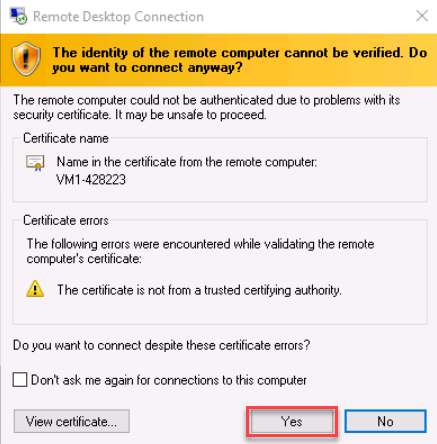 Remote Desktop Connection
The identity of the remote computer cannot be verified. Do
you want to connect anyway?
The remote computer could not be authenticated due to problems with its
security certificate. It may be unsafe to proceed.
Certificate name
Name in the certificate from the remote computer:
VM1-428223
Certificate errors
The following errors were encountered while validating the remote
computer's certificate:
The certificate is not from a trusted certifying authority.
Do you want to connect despite these certificate errors?
Don't ask me again for connections to this computer
View certificate... Yes No